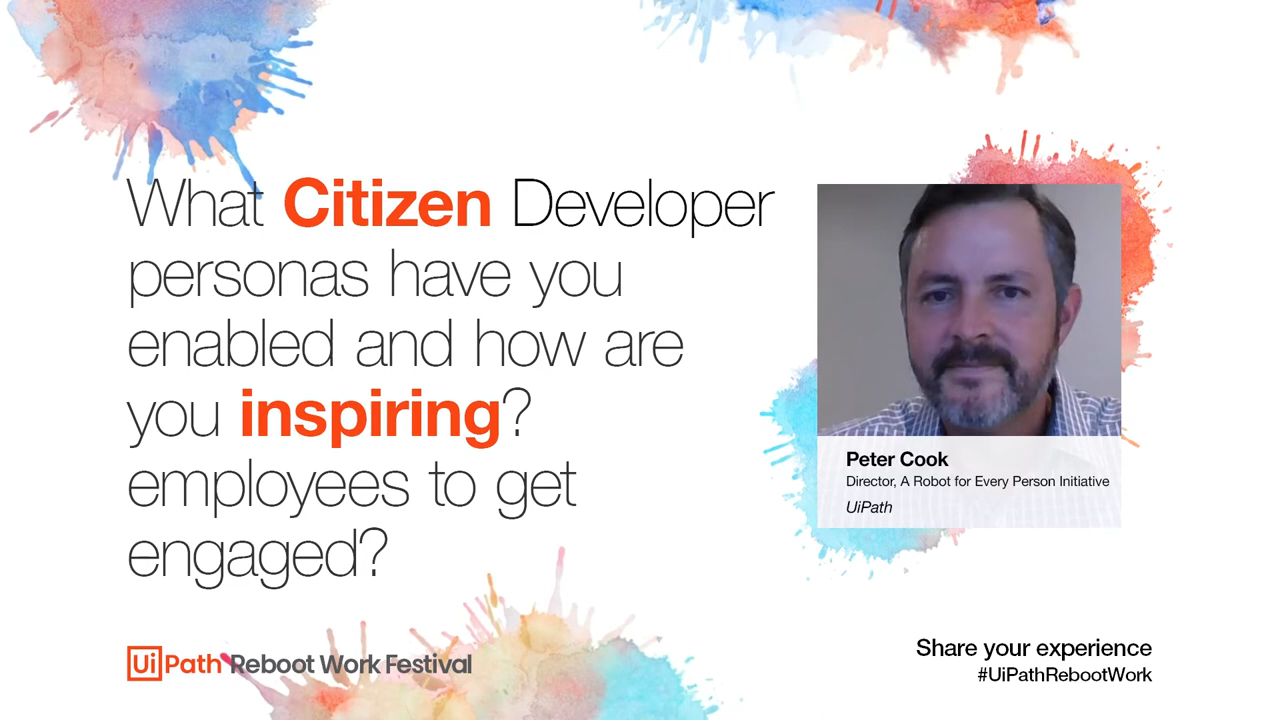 What Citizen Developer
personas have you
enabled and how are
you inspiring?
employees to get
engaged?
Peter Cook
Director, A Robot for Every Person Initiative
UiPath
UiPath Reboot Work Festival
Share your experience
#UiPathRebootWork